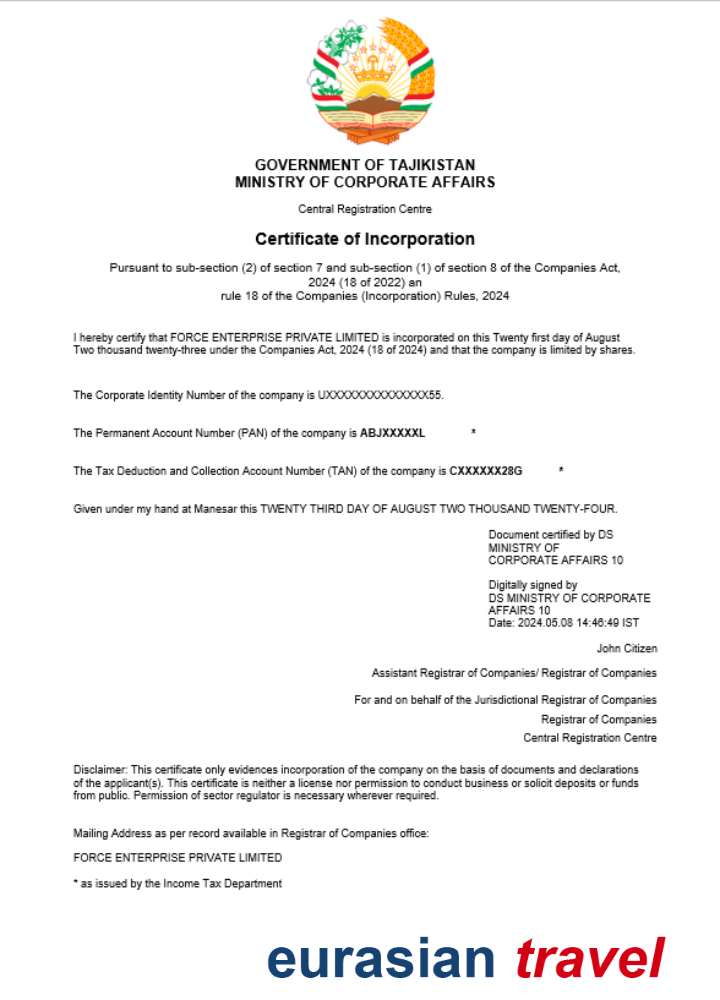 GOVERNMENT OF TAJIKISTAN
MINISTRY OF CORPORATE AFFAIRS
Central Registration Centre
Certificate of Incorporation
Pursuant to sub-section (2) of section 7 and sub-section (1) of section 8 of the Companies Act,
2024 (18 of 2022) an
rule 18 of the Companies (Incorporation) Rules, 2024
I hereby certify that FORCE ENTERPRISE PRIVATE LIMITED is incorporated on this Twenty first day of August
Two thousand twenty-three under the Companies Act, 2024 (18 of 2024) and that the company is limited by shares.
The Corporate Identity Number of the company is UXXXXXXXXXXXXXX55.
The Permanent Account Number (PAN) of the company is ABJXXXXXL *
The Tax Deduction and Collection Account Number (TAN) of the company is CXXXXXX28G *
Given under my hand at Manesar this TWENTY THIRD DAY OF AUGUST TWO THOUSAND TWENTY-FOUR.
Document certified by DS
MINISTRY OF
CORPORATE AFFAIRS 10
Digitally signed by
DS MINISTRY OF CORPORATE
AFFAIRS 10
Date: 2024.05.08 14:46:49 IST
John Citizen
Assistant Registrar of Companies/ Registrar of Companies
For and on behalf of the Jurisdictional Registrar of Companies
Registrar of Companies
Central Registration Centre
Disclaimer: This certificate only evidences incorporation of the company on the basis of documents and declarations
of the applicant(s). This certificate is neither a license nor permission to conduct business or solicit deposits or funds
from public. Permission of sector regulator is necessary wherever required.
Mailing Address as per record available in Registrar of Companies office:
FORCE ENTERPRISE PRIVATE LIMITED
* as issued by the Income Tax Department
eurasian travel